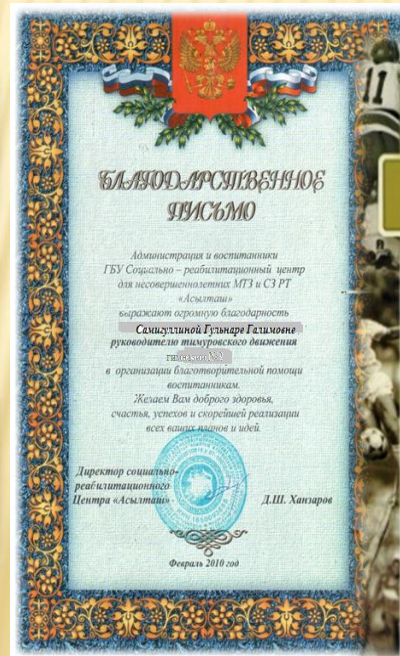 БЛАГОДАРСТВЕННОЕ
ПИСЬМО
Администрация и воспитанники
ГБУ Социально – реабилитационный центр
для несовершеннолетних МТЗ и СЗ РТ
«Асылташ»
выражают огромную благодарность
Самигуллиной Гульнаре Галимовне
руководителю тимуровского движения
в организации благотворительной помощи
воспитанникам.
Желаем Вам доброго здоровья,
счастья, успехов и скорейшей реализации
всех ваших планов и идей.
Директор социально-
реабилитационного
Центра «Асылташ»
Д.Ш. Ханзаров
Февраль 2010 год
11